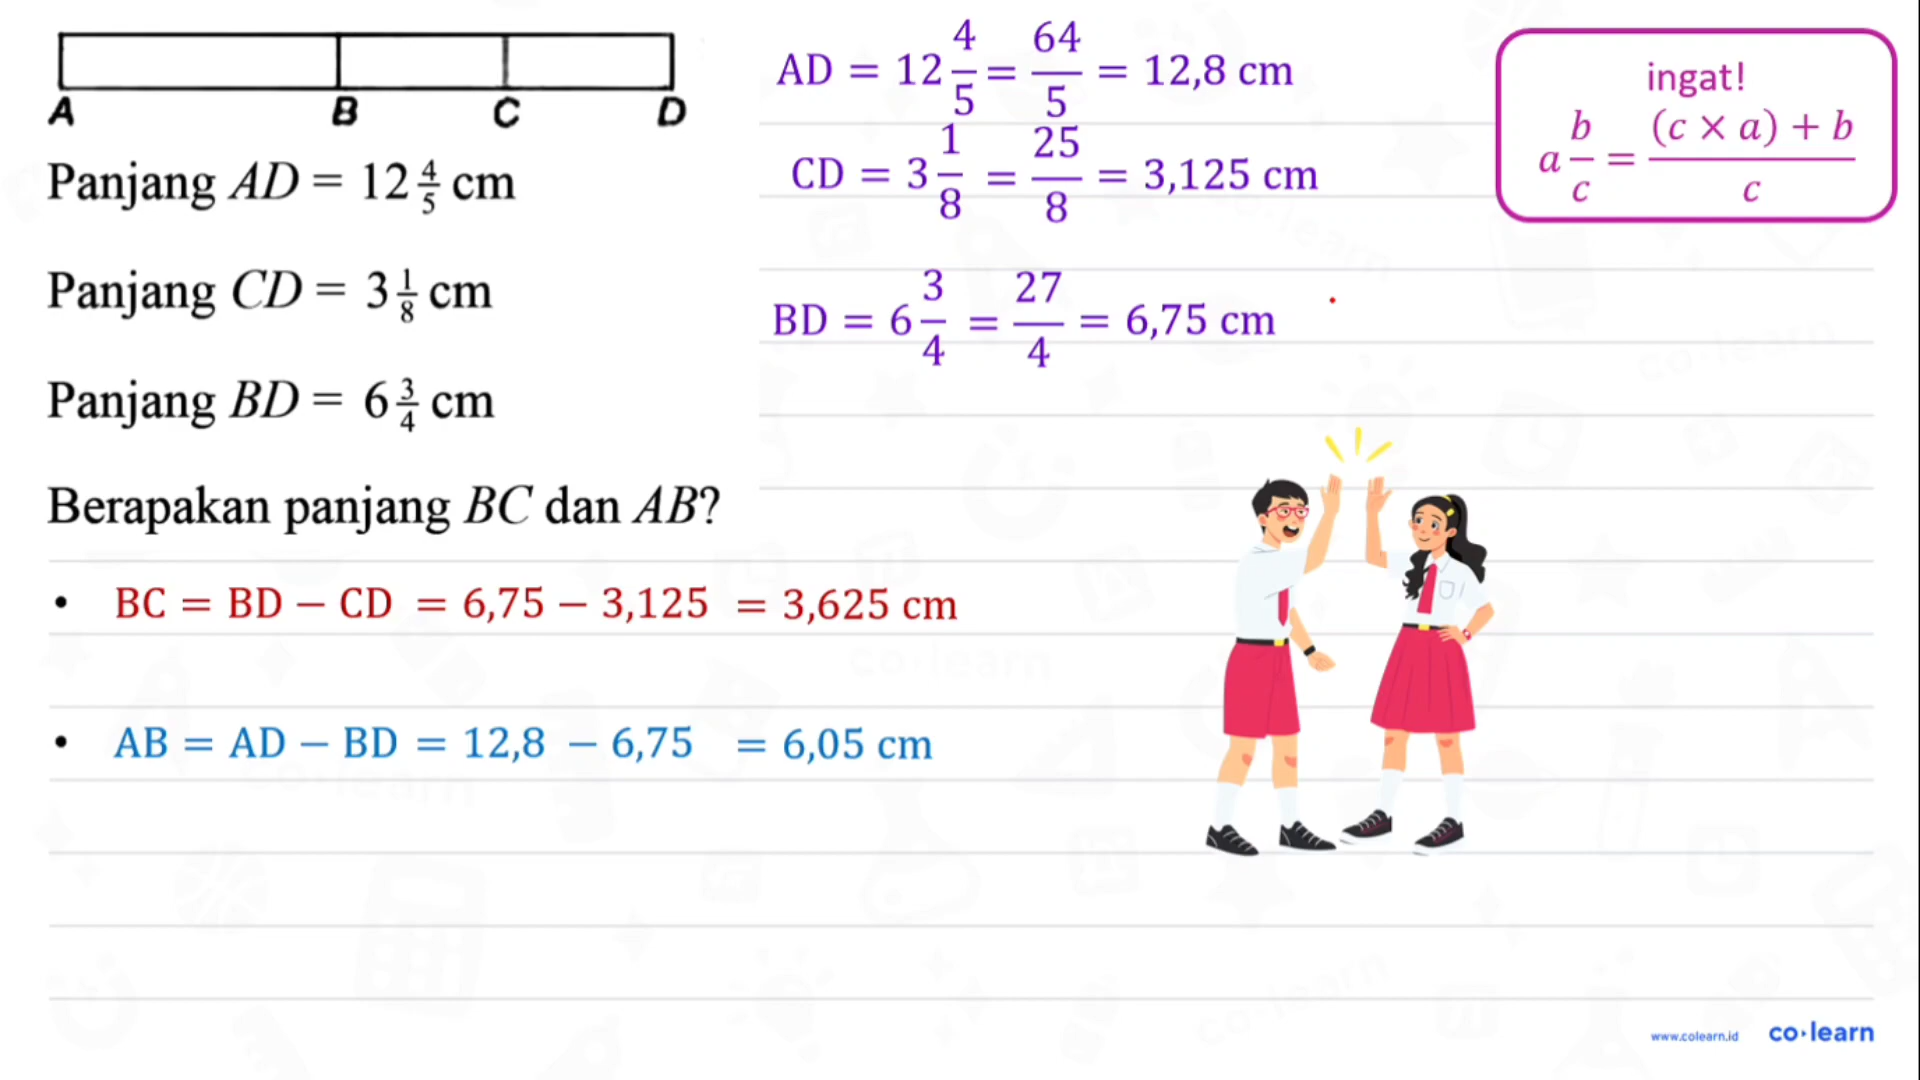 A B C D
Panjang AD = 12 4/5 cm
Panjang CD = 3 1/8 cm
Panjang BD = 6 3/4 cm
Berapakan panjang BC dan AB?
AD = 12 4/5 = 64/5 = 12,8 cm
CD = 3 1/8 = 25/8 = 3,125 cm
BD = 6 3/4 = 27/4 = 6,75 cm
ingat!
a b/c = (c × a) + b / c
• BC = BD − CD = 6,75 − 3,125 = 3,625 cm
• AB = AD − BD = 12,8 − 6,75 = 6,05 cm
www.colearn.id co·learn